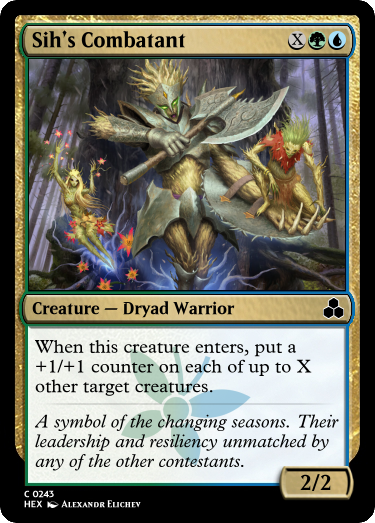 Sih's Combatant X
Creature — Dryad Warrior
When this creature enters, put a
+1/+1 counter on each of up to X
other target creatures.
A symbol of the changing seasons. Their
leadership and resiliency unmatched by
any of the other contestants.
2/2
C 0243
HEX Alexandr Elichev